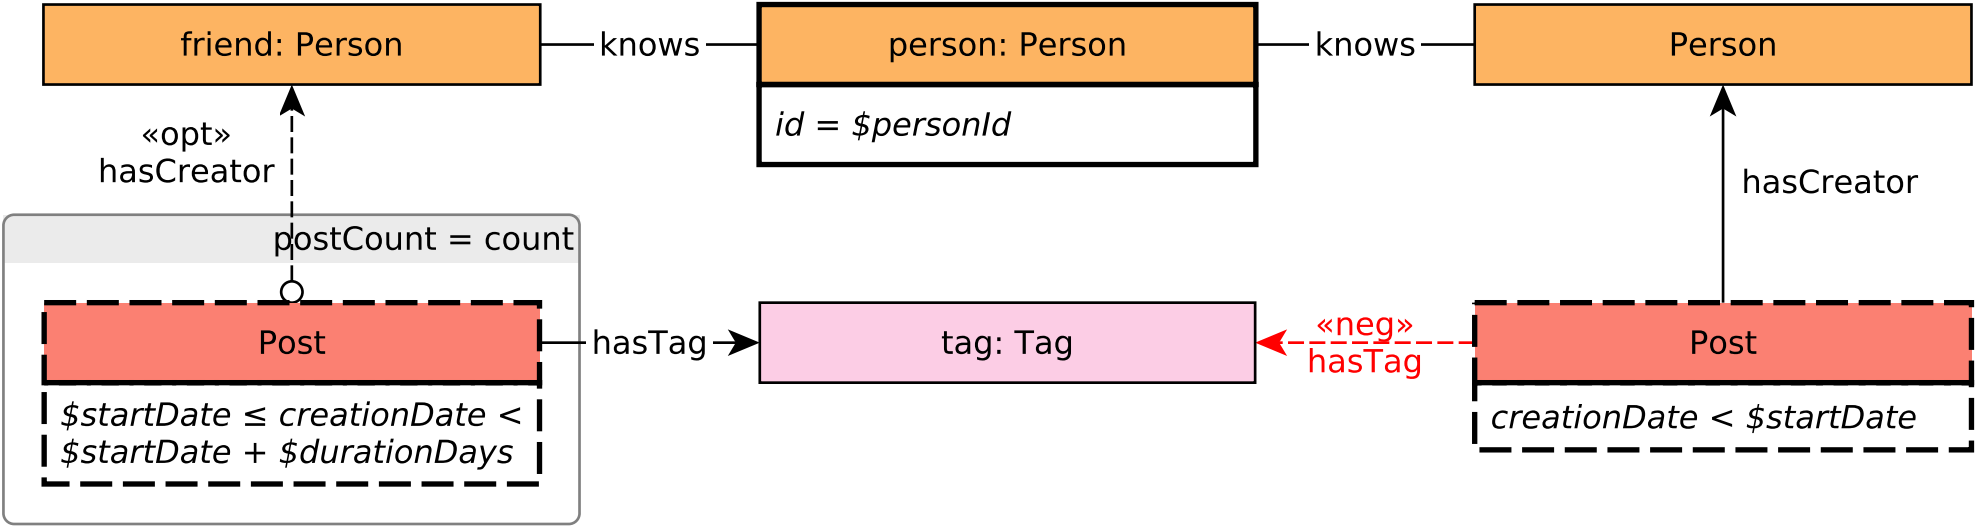 friend: Person
knows
person: Person
knows
Person
id = $personId
«opt»
hasCreator
hasCreator
postCount = count
Post
hasTag
tag: Tag
«neg»
hasTag
Post
$startDate ≤ creationDate <
$startDate + $durationDays
creationDate < $startDate